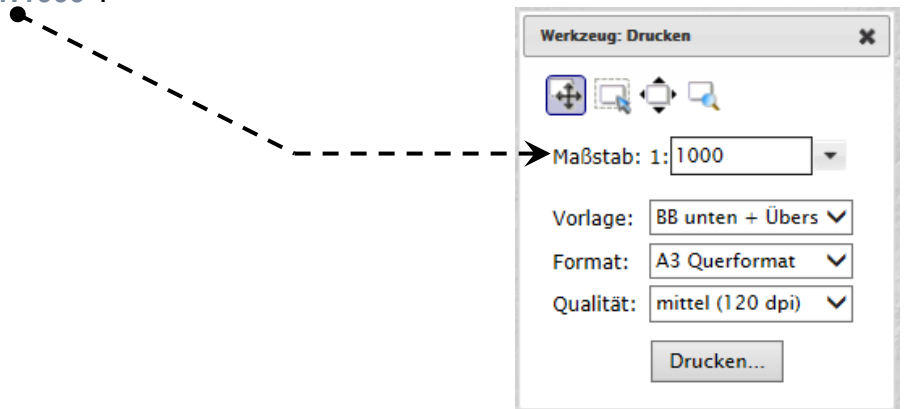 Werkzeug: Drucken
Maßstab: 1: 1000
Vorlage: BB unten + Übers
Format: A3 Querformat
Qualität: mittel (120 dpi)
Drucken...